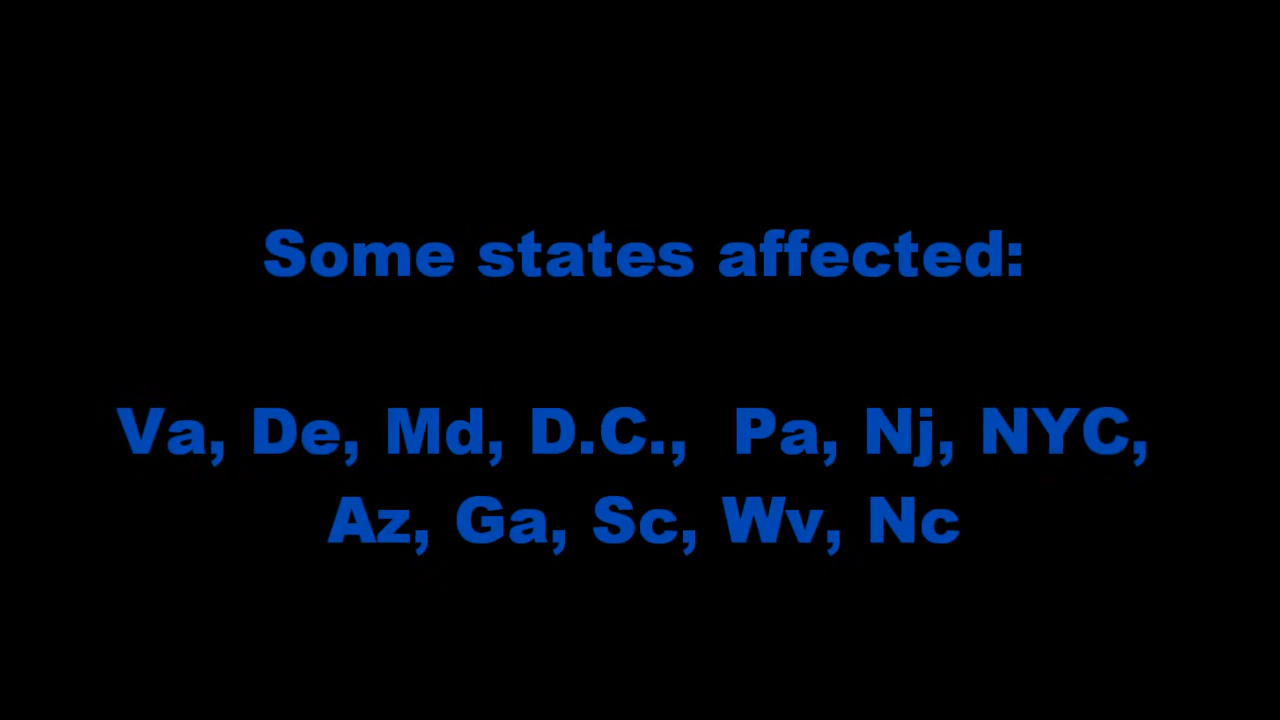 Some states affected:
Va, De, Md, D.C.,  Pa, Nj, NYC,
Az, Ga, Sc, Wv, Nc